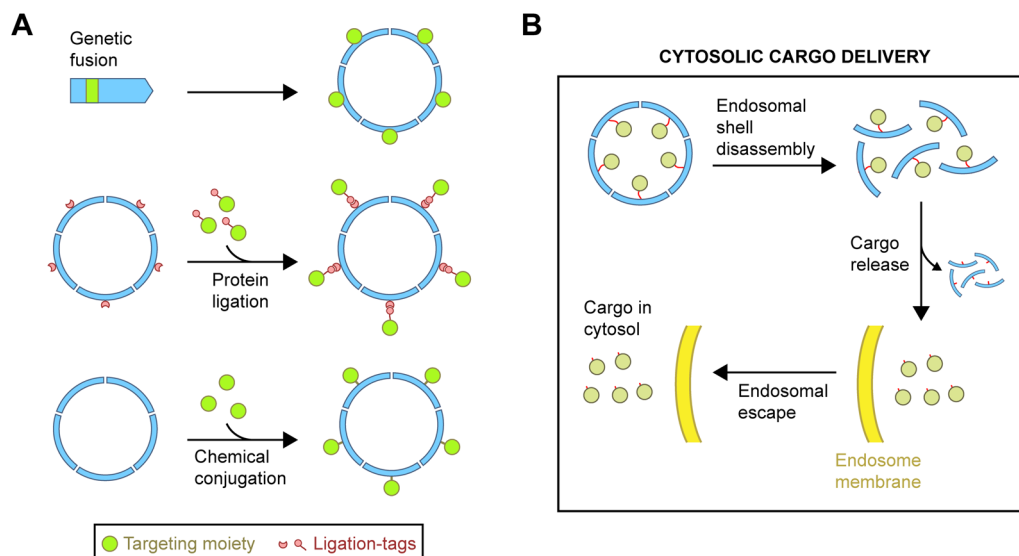 A
Genetic
fusion
Protein
ligation
Chemical
conjugation
Targeting moiety
Ligation-tags
B
CYTOSOLIC CARGO DELIVERY
Endosomal
shell
disassembly
Cargo
release
Cargo in
cytosol
Endosomal
escape
Endosome
membrane